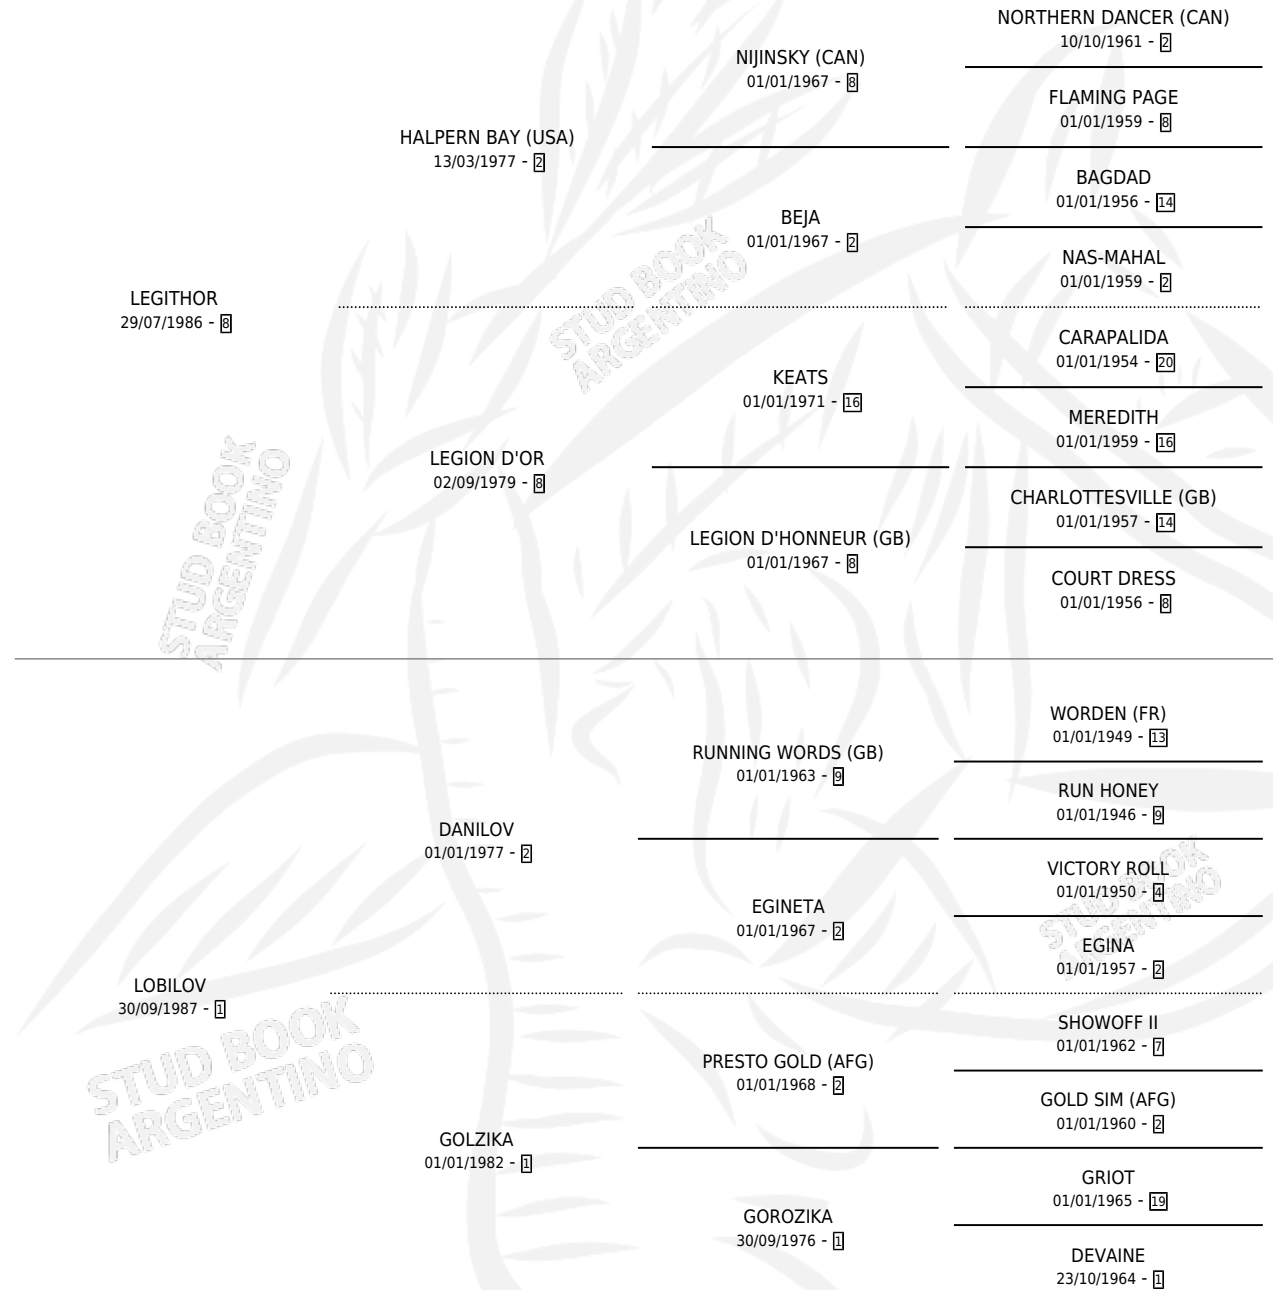 NORTHERN DANCER (CAN)
10/10/1961 - 2
NIJINSKY (CAN)
01/01/1967 - 8
FLAMING PAGE
01/01/1959 - 8
HALPERN BAY (USA)
13/03/1977 - 2
BAGDAD
01/01/1956 - 14
BEJA
01/01/1967 - 2
NAS-MAHAL
01/01/1959 - 2
LEGITHOR
29/07/1986 - 8
CARAPALIDA
01/01/1954 - 20
KEATS
01/01/1971 - 16
MEREDITH
01/01/1959 - 16
LEGION D'OR
02/09/1979 - 8
CHARLOTTESVILLE (GB)
01/01/1957 - 14
LEGION D'HONNEUR (GB)
01/01/1967 - 8
COURT DRESS
01/01/1956 - 8
WORDEN (FR)
01/01/1949 - 13
RUNNING WORDS (GB)
01/01/1963 - 9
RUN HONEY
01/01/1946 - 9
DANILOV
01/01/1977 - 2
VICTORY ROLL
01/01/1950 - 4
EGINETA
01/01/1967 - 2
EGINA
01/01/1957 - 2
LOBILOV
30/09/1987 - 1
SHOWOFF II
01/01/1962 - 7
PRESTO GOLD (AFG)
01/01/1968 - 2
GOLD SIM (AFG)
01/01/1960 - 2
GOLZIKA
01/01/1982 - 1
GRIOT
01/01/1965 - 19
GOROZIKA
30/09/1976 - 1
DEVAINE
23/10/1964 - 1
STUD BOOK
ARGENTINO
STUD BOOK
ARGENTINO
STUD BOOK
ARGENTINO
STUD BOOK
ARGENTINO